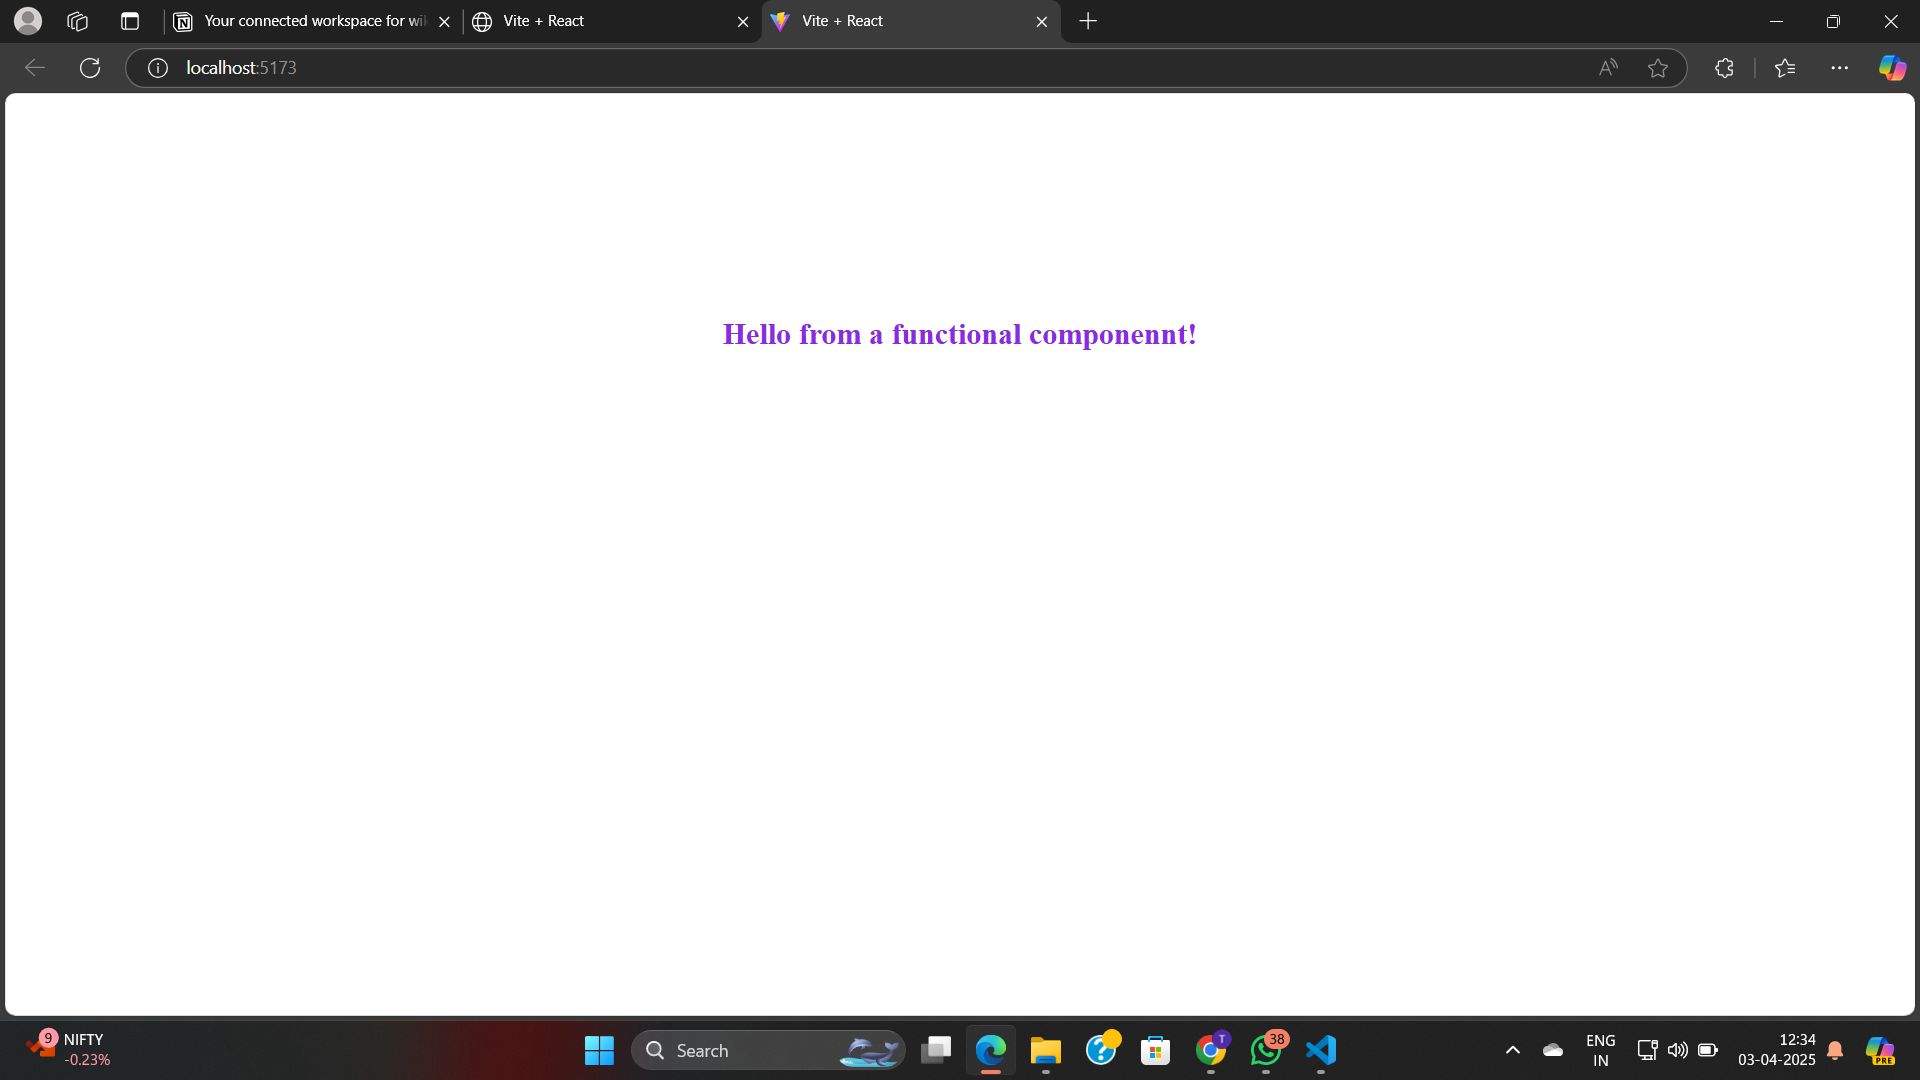 Your connected workspace for wi
Vite + React
Vite + React
localhost:5173
Hello from a functional componennt!
9
NIFTY
-0.23%
Search
T
38
ENG
IN
12:34
03-04-2025
PRE